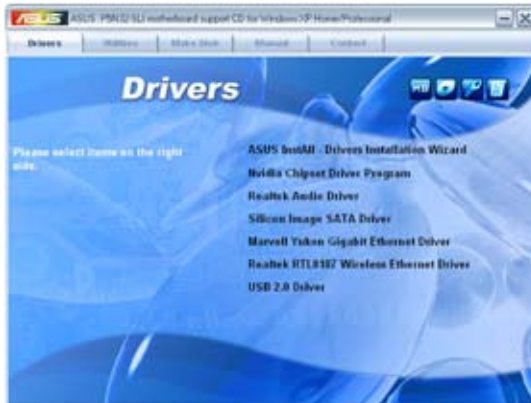 ASUS P5N32-SLI motherboard support CD for Windows XP Home/Professional
Drivers Utilities Make Disk Manual Contact
Drivers
Please select items on the right side.
ASUS InstAll - Drivers Installation Wizard
Nvidia Chipset Driver Program
Realtek Audio Driver
Silicon Image SATA Driver
Marvell Yukon Gigabit Ethernet Driver
Realtek RTL8187 Wireless Ethernet Driver
USB 2.0 Driver